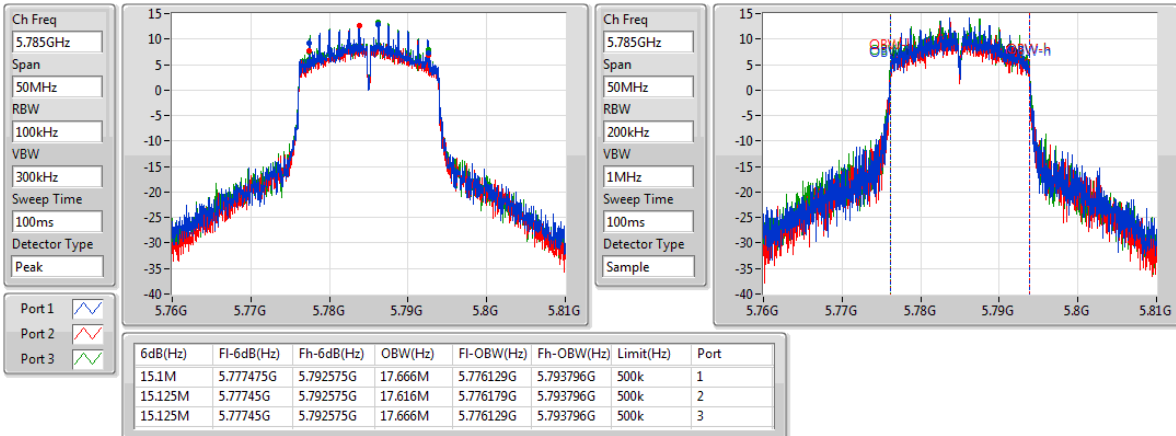 Ch Freq
5.785GHz
Span
50MHz
RBW
100kHz
VBW
300kHz
Sweep Time
100ms
Detector Type
Peak
Port 1
Port 2
Port 3
15
10
5
0
-5
-10
-15
-20
-25
-30
-35
-40
5.76G 5.77G 5.78G 5.79G 5.8G 5.81G
Ch Freq
5.785GHz
Span
50MHz
RBW
200kHz
VBW
1MHz
Sweep Time
100ms
Detector Type
Sample
15
10
5
0
-5
-10
-15
-20
-25
-30
-35
-40
OBW-h
5.76G 5.77G 5.78G 5.79G 5.8G 5.81G
6dB(Hz) Fl-6dB(Hz) Fh-6dB(Hz) OBW(Hz) Fl-OBW(Hz) Fh-OBW(Hz) Limit(Hz) Port
15.1M 5.777475G 5.792575G 17.666M 5.776129G 5.793796G 500k 1
15.125M 5.77745G 5.792575G 17.616M 5.776179G 5.793796G 500k 2
15.125M 5.77745G 5.792575G 17.666M 5.776129G 5.793796G 500k 3